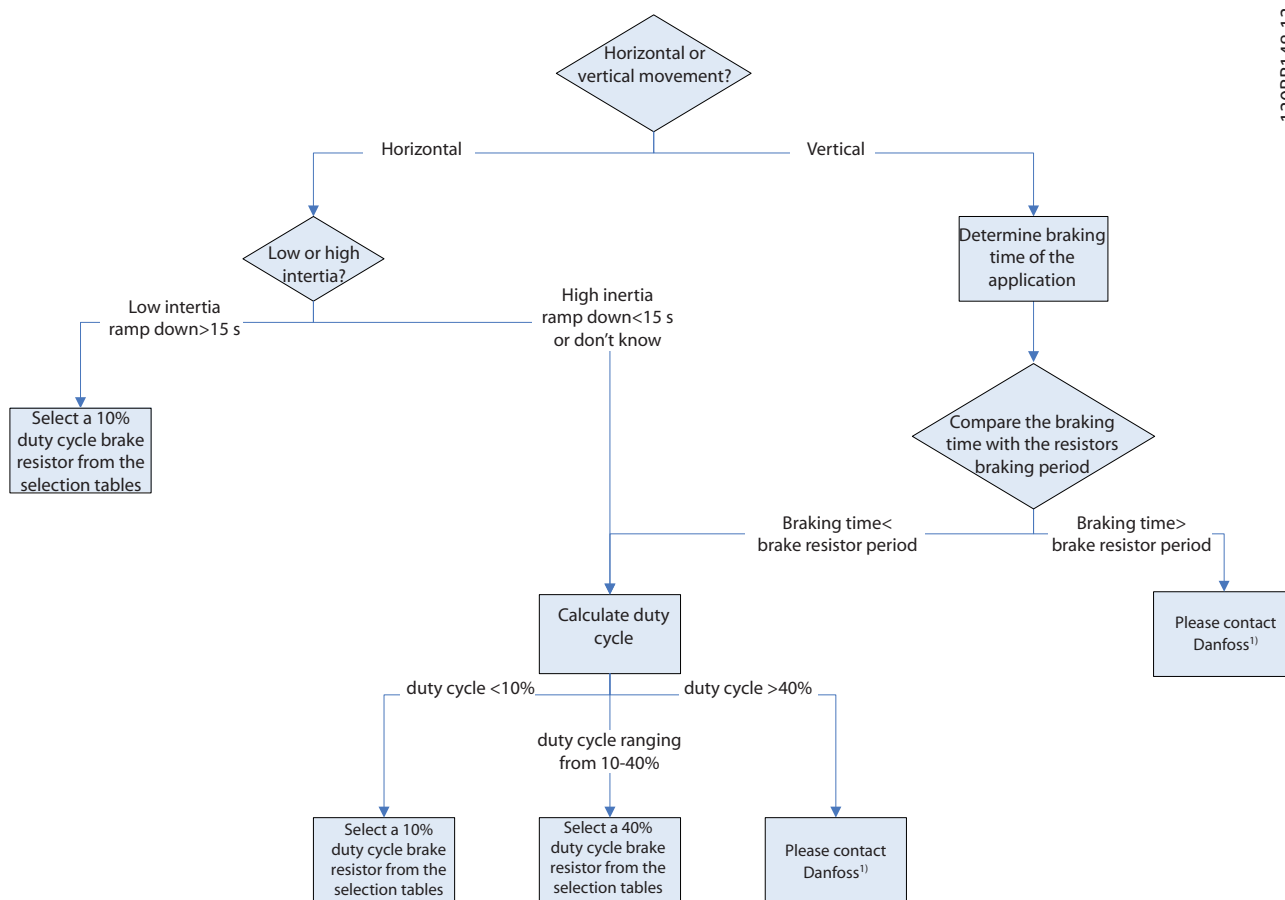 Horizontal or
vertical movement?
Horizontal
Vertical
Low or high
intertia?
Determine braking
time of the
application
Low intertia
ramp down>15 s
High inertia
ramp down<15 s
or don't know
Select a 10%
duty cycle brake
resistor from the
selection tables
Compare the braking
time with the resistors
braking period
Braking time<
brake resistor period
Braking time>
brake resistor period
Calculate duty
cycle
Please contact
Danfoss1)
duty cycle <10%
duty cycle >40%
duty cycle ranging
from 10-40%
Select a 10%
duty cycle brake
resistor from the
selection tables
Select a 40%
duty cycle brake
resistor from the
selection tables
Please contact
Danfoss1)